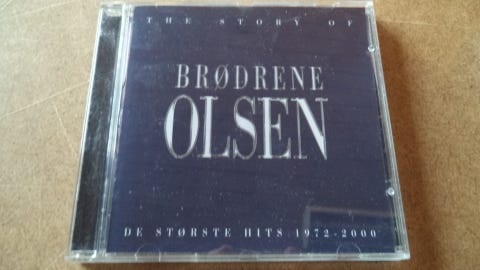 THE STORY OF
BRØDRENE
OLSEN
DE STØRSTE HITS 1972-2000